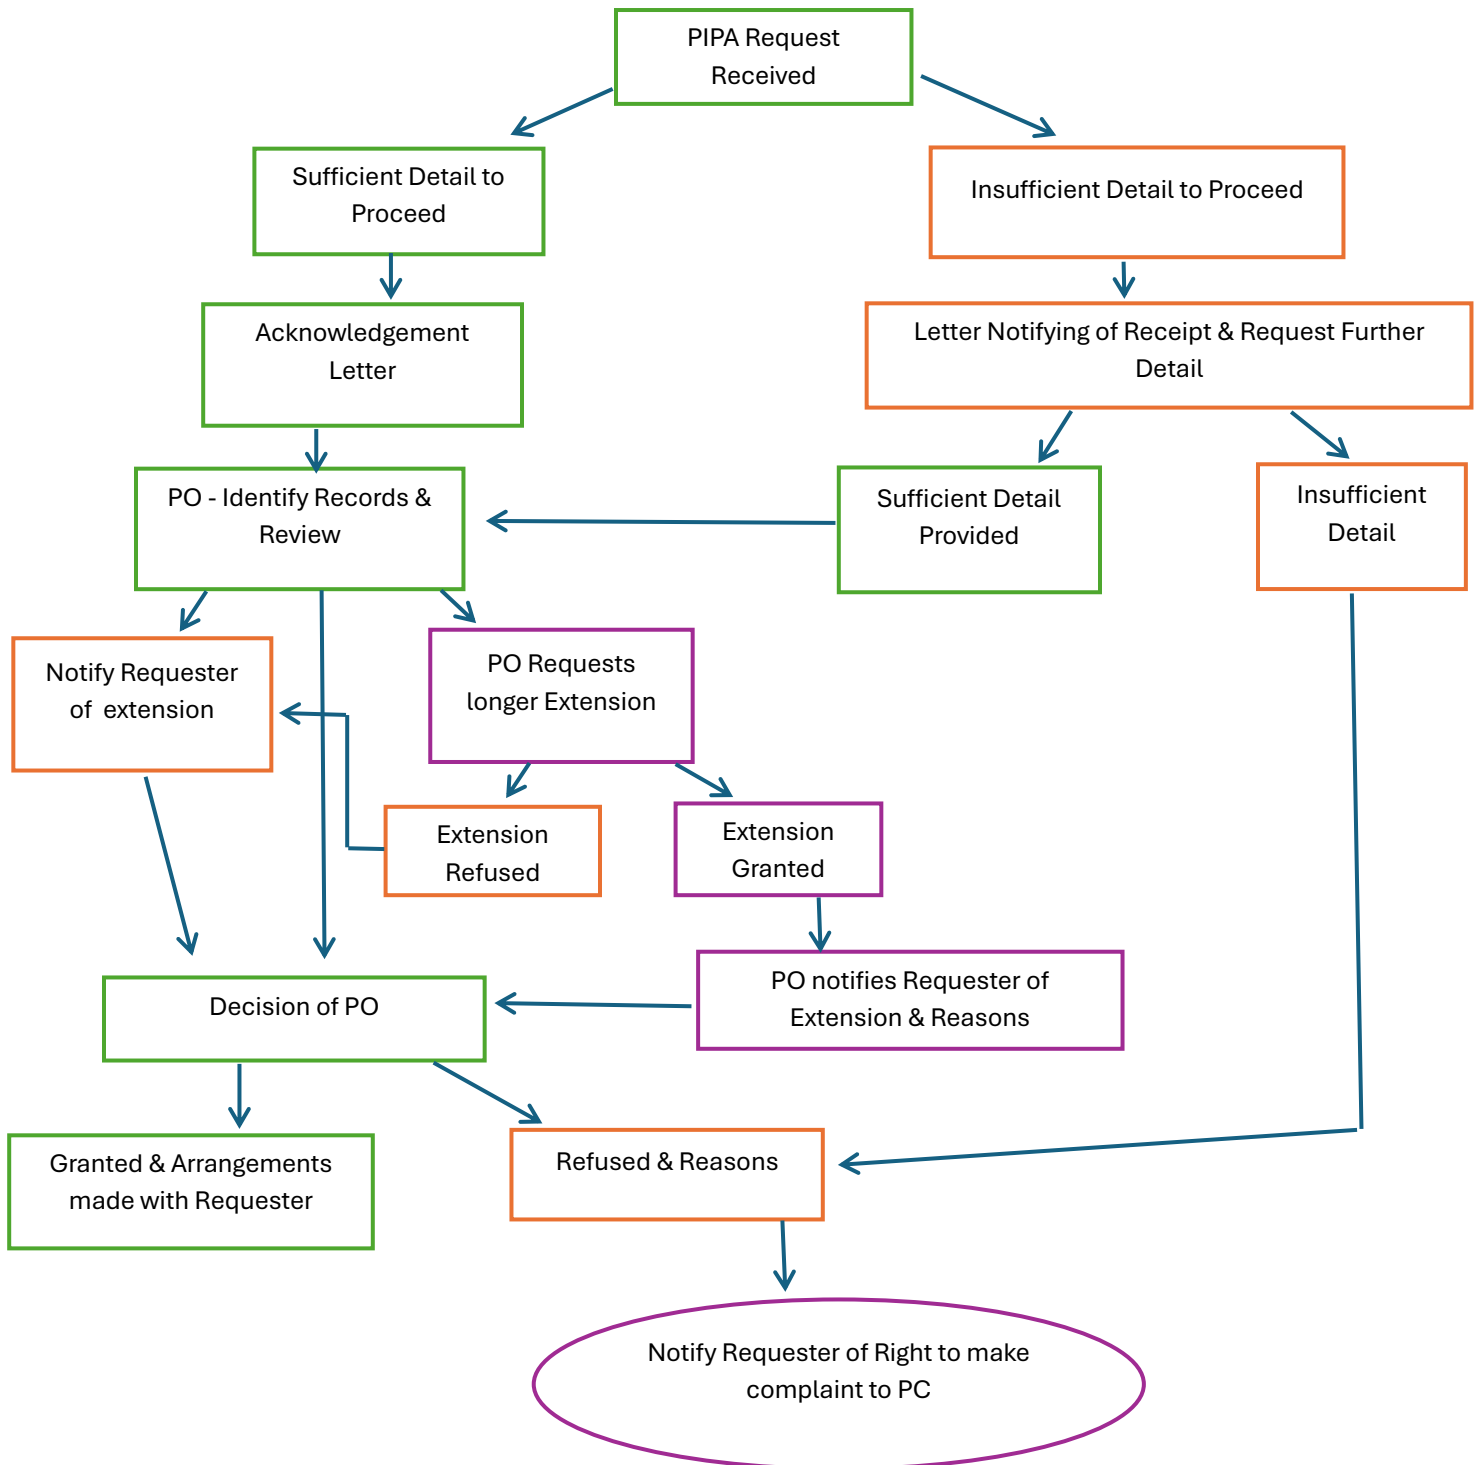 PIPA Request
Received
Sufficient Detail to
Proceed
Insufficient Detail to Proceed
Acknowledgement
Letter
Letter Notifying of Receipt & Request Further
Detail
PO - Identify Records &
Review
Sufficient Detail
Provided
Insufficient
Detail
Notify Requester
of extension
PO Requests
longer Extension
Extension
Refused
Extension
Granted
Decision of PO
PO notifies Requester of
Extension & Reasons
Granted & Arrangements
made with Requester
Refused & Reasons
Notify Requester of Right to make
complaint to PC